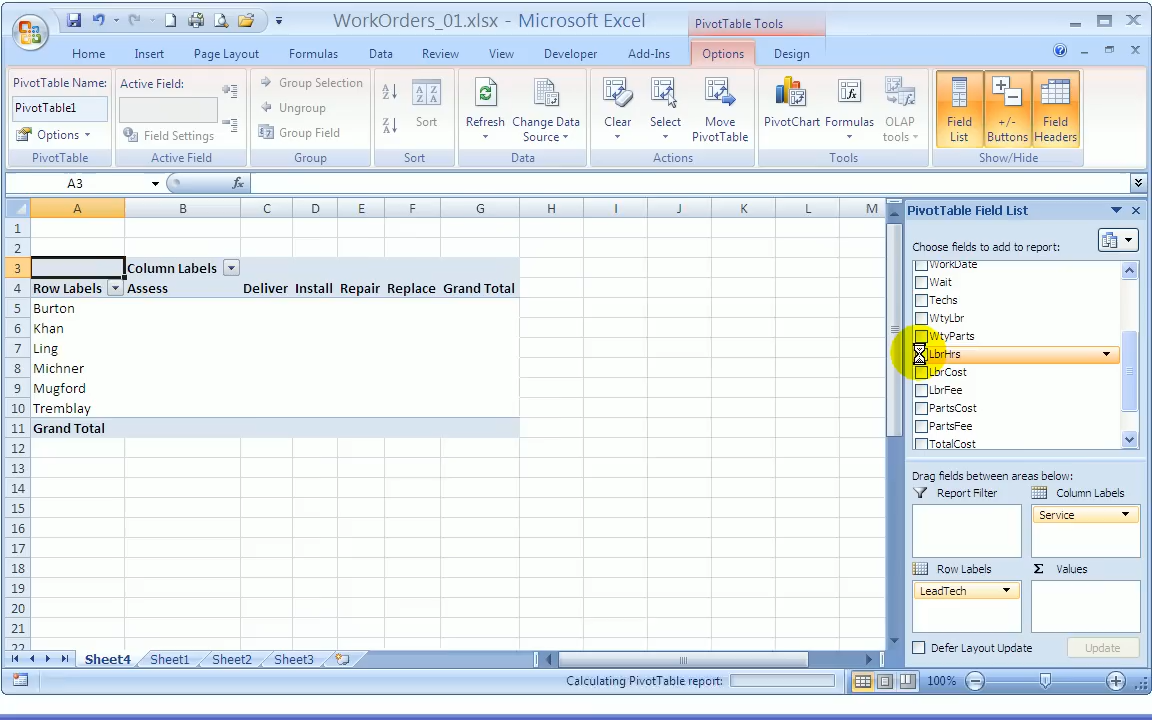 WorkOrders_01.xlsx - Microsoft Excel
PivotTable Tools
Home Insert Page Layout Formulas Data Review View Developer Add-Ins Options Design
PivotTable Name:
PivotTable1
Options
PivotTable
Active Field:
Field Settings
Active Field
Group Selection
Ungroup
Group Field
Group
Sort
Sort
Refresh
Change Data
Source
Data
Clear
Select
Move
PivotTable
Actions
PivotChart
Formulas
OLAP
tools
Tools
Field
List
+/-
Buttons
Field
Headers
Show/Hide
A3
fx
A B C D E F G H I J K L M
1
2
3 Column Labels
4 Row Labels Assess Deliver Install Repair Replace Grand Total
5 Burton
6 Khan
7 Ling
8 Michner
9 Mugford
10 Tremblay
11 Grand Total
12
13
14
15
16
17
18
19
20
21
22
PivotTable Field List
Choose fields to add to report:
WorkDate
Wait
Techs
WtyLbr
WtyParts
LbrHrs
LbrCost
LbrFee
PartsCost
PartsFee
TotalCost
Drag fields between areas below:
Report Filter
Column Labels
Service
Row Labels
Σ Values
LeadTech
Defer Layout Update
Update
Sheet4 Sheet1 Sheet2 Sheet3
Calculating PivotTable report:
100%